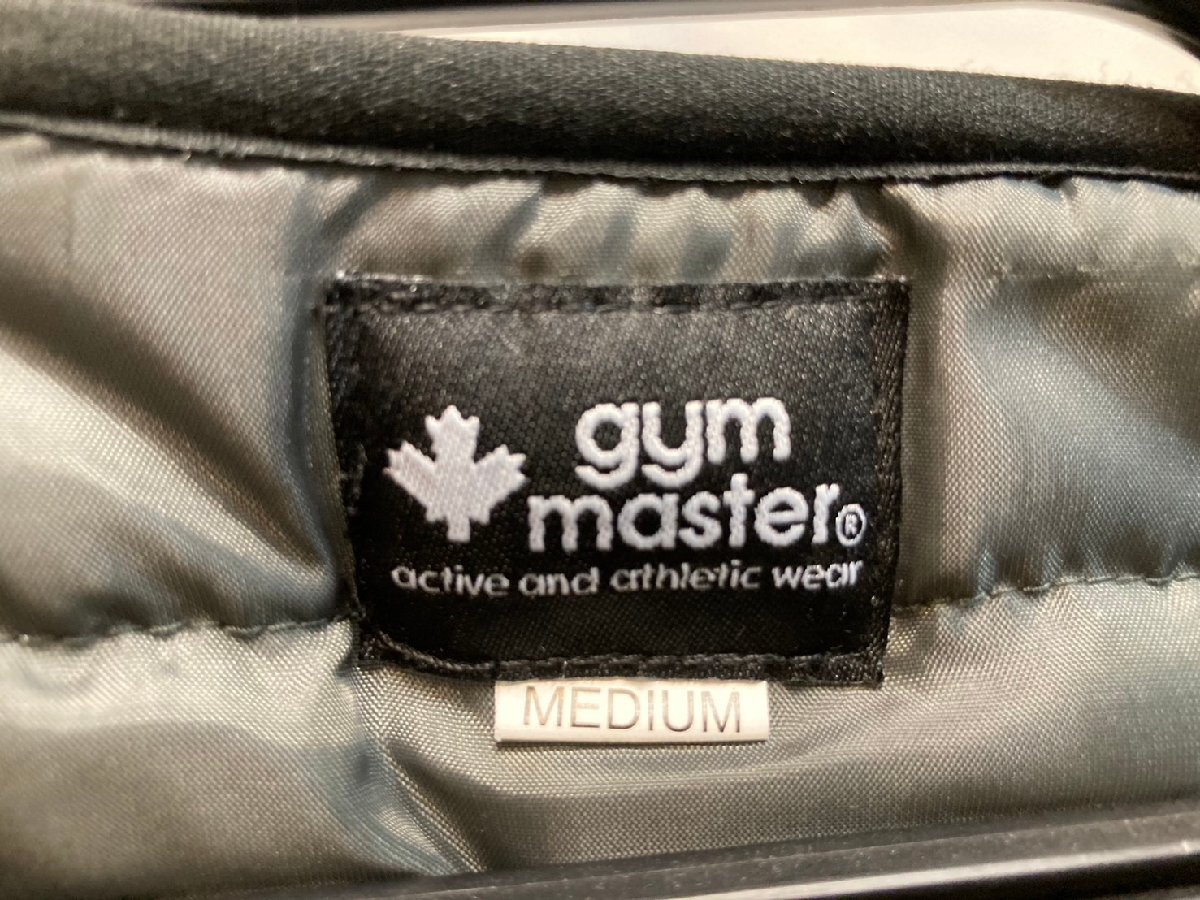 gym
master®
active and athletic wear
MEDIUM